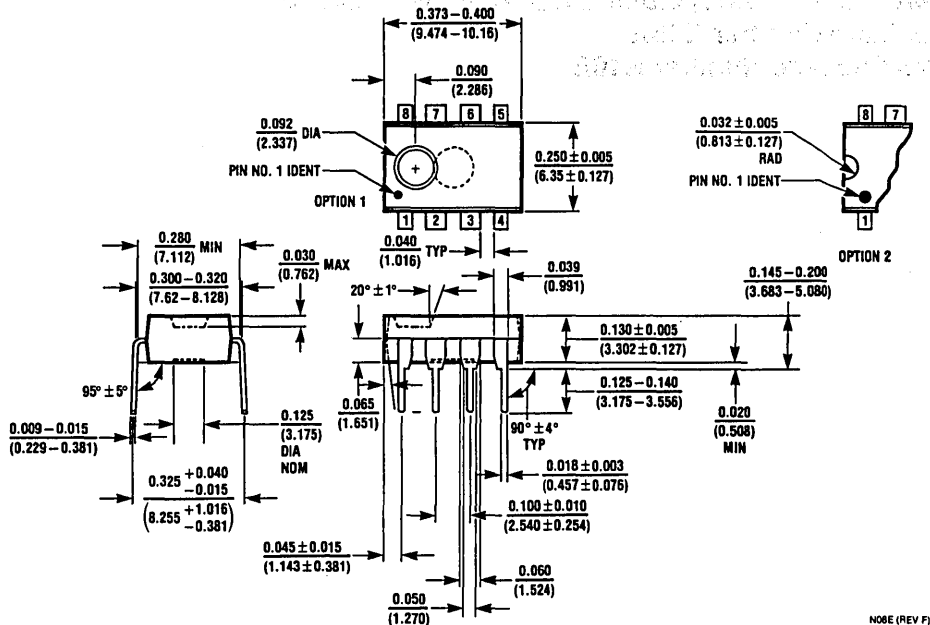 0.373–0.400
(9.474–10.16)
0.090
(2.286)
8 7 6 5
0.092 DIA
(2.337)
PIN NO. 1 IDENT
OPTION 1
+
1 2 3 4
0.250 ± 0.005
(6.35 ± 0.127)
8 7
0.032 ± 0.005
(0.813 ± 0.127)
RAD
PIN NO. 1 IDENT
1
OPTION 2
0.280 MIN
(7.112)
0.300–0.320
(7.62–8.128)
0.030 MAX
(0.762)
0.040 TYP
(1.016)
0.039
(0.991)
20° ±1°
0.145–0.200
(3.683–5.080)
0.130 ± 0.005
(3.302 ± 0.127)
0.125–0.140
(3.175–3.556)
0.020
(0.508)
MIN
95° ±5°
0.009–0.015
(0.229–0.381)
0.125
(3.175)
DIA
NOM
0.065
(1.651)
90° ±4°
TYP
0.018 ± 0.003
(0.457 ± 0.076)
0.325 +0.040 −0.015
(8.255 +1.016 −0.381)
0.100 ± 0.010
(2.540 ± 0.254)
0.045 ± 0.015
(1.143 ± 0.381)
0.060
(1.524)
0.050
(1.270)
N08E (REV F)